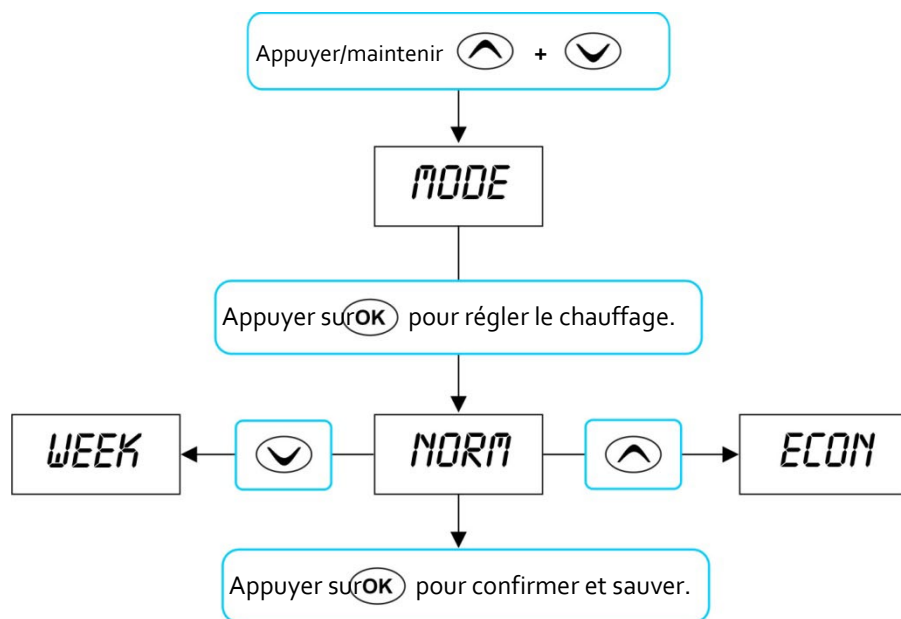 Appuyer/maintenir +
MODE
Appuyer sur OK pour régler le chauffage.
WEEK NORM ECON
Appuyer sur OK pour confirmer et sauver.